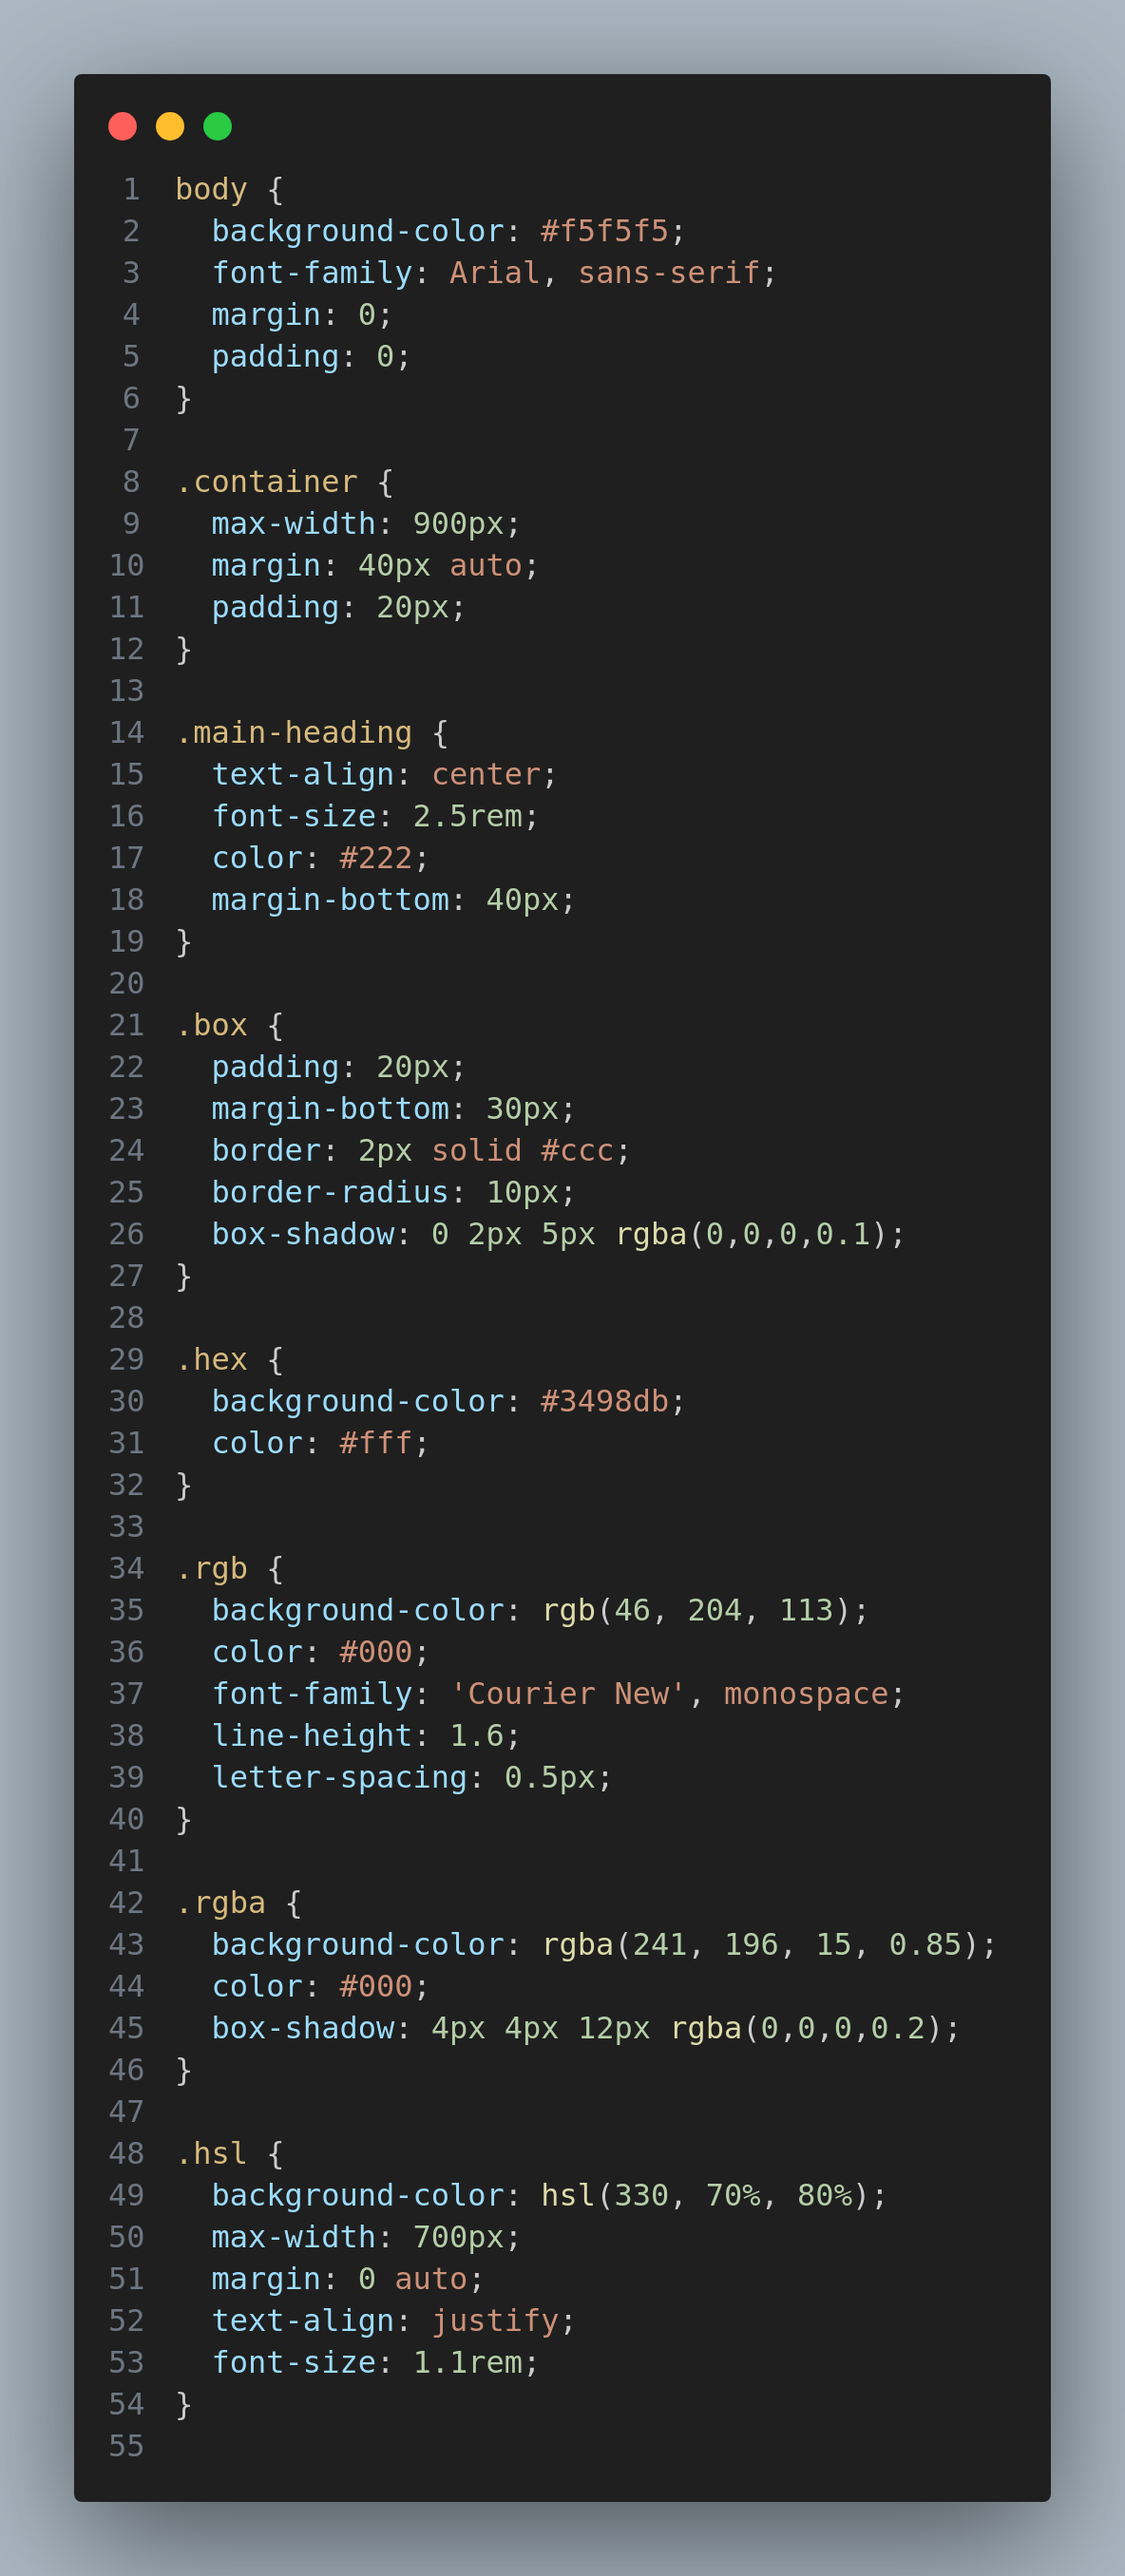 1 body {
2   background-color: #f5f5f5;
3   font-family: Arial, sans-serif;
4   margin: 0;
5   padding: 0;
6 }
7
8 .container {
9   max-width: 900px;
10   margin: 40px auto;
11   padding: 20px;
12 }
13
14 .main-heading {
15   text-align: center;
16   font-size: 2.5rem;
17   color: #222;
18   margin-bottom: 40px;
19 }
20
21 .box {
22   padding: 20px;
23   margin-bottom: 30px;
24   border: 2px solid #ccc;
25   border-radius: 10px;
26   box-shadow: 0 2px 5px rgba(0,0,0,0.1);
27 }
28
29 .hex {
30   background-color: #3498db;
31   color: #fff;
32 }
33
34 .rgb {
35   background-color: rgb(46, 204, 113);
36   color: #000;
37   font-family: 'Courier New', monospace;
38   line-height: 1.6;
39   letter-spacing: 0.5px;
40 }
41
42 .rgba {
43   background-color: rgba(241, 196, 15, 0.85);
44   color: #000;
45   box-shadow: 4px 4px 12px rgba(0,0,0,0.2);
46 }
47
48 .hsl {
49   background-color: hsl(330, 70%, 80%);
50   max-width: 700px;
51   margin: 0 auto;
52   text-align: justify;
53   font-size: 1.1rem;
54 }
55